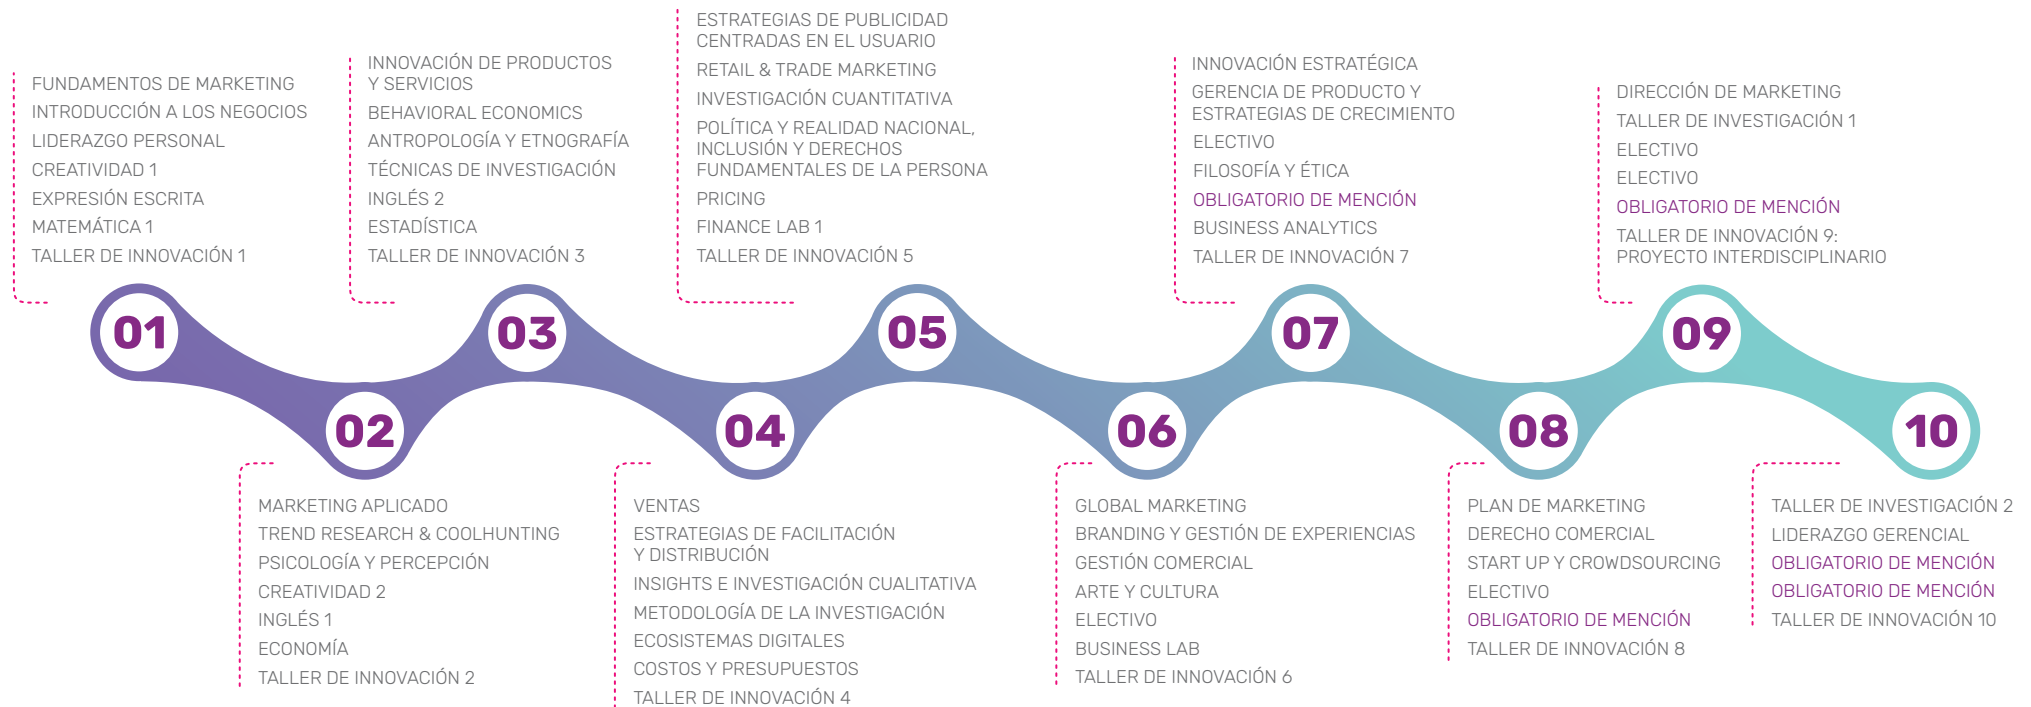 FUNDAMENTOS DE MARKETING
INTRODUCCIÓN A LOS NEGOCIOS
LIDERAZGO PERSONAL
CREATIVIDAD 1
EXPRESIÓN ESCRITA
MATEMÁTICA 1
TALLER DE INNOVACIÓN 1
01
MARKETING APLICADO
TREND RESEARCH & COOLHUNTING
PSICOLOGÍA Y PERCEPCIÓN
CREATIVIDAD 2
INGLÉS 1
ECONOMÍA
TALLER DE INNOVACIÓN 2
02
INNOVACIÓN DE PRODUCTOS
Y SERVICIOS
BEHAVIORAL ECONOMICS
ANTROPOLOGÍA Y ETNOGRAFÍA
TÉCNICAS DE INVESTIGACIÓN
INGLÉS 2
ESTADÍSTICA
TALLER DE INNOVACIÓN 3
03
VENTAS
ESTRATEGIAS DE FACILITACIÓN
Y DISTRIBUCIÓN
INSIGHTS E INVESTIGACIÓN CUALITATIVA
METODOLOGÍA DE LA INVESTIGACIÓN
ECOSISTEMAS DIGITALES
COSTOS Y PRESUPUESTOS
TALLER DE INNOVACIÓN 4
04
ESTRATEGIAS DE PUBLICIDAD
CENTRADAS EN EL USUARIO
RETAIL & TRADE MARKETING
INVESTIGACIÓN CUANTITATIVA
POLÍTICA Y REALIDAD NACIONAL,
INCLUSIÓN Y DERECHOS
FUNDAMENTALES DE LA PERSONA
PRICING
FINANCE LAB 1
TALLER DE INNOVACIÓN 5
05
GLOBAL MARKETING
BRANDING Y GESTIÓN DE EXPERIENCIAS
GESTIÓN COMERCIAL
ARTE Y CULTURA
ELECTIVO
BUSINESS LAB
TALLER DE INNOVACIÓN 6
06
INNOVACIÓN ESTRATÉGICA
GERENCIA DE PRODUCTO Y
ESTRATEGIAS DE CRECIMIENTO
ELECTIVO
FILOSOFÍA Y ÉTICA
OBLIGATORIO DE MENCIÓN
BUSINESS ANALYTICS
TALLER DE INNOVACIÓN 7
07
PLAN DE MARKETING
DERECHO COMERCIAL
START UP Y CROWDSOURCING
ELECTIVO
OBLIGATORIO DE MENCIÓN
TALLER DE INNOVACIÓN 8
08
DIRECCIÓN DE MARKETING
TALLER DE INVESTIGACIÓN 1
ELECTIVO
ELECTIVO
OBLIGATORIO DE MENCIÓN
TALLER DE INNOVACIÓN 9:
PROYECTO INTERDISCIPLINARIO
09
TALLER DE INVESTIGACIÓN 2
LIDERAZGO GERENCIAL
OBLIGATORIO DE MENCIÓN
OBLIGATORIO DE MENCIÓN
TALLER DE INNOVACIÓN 10
10